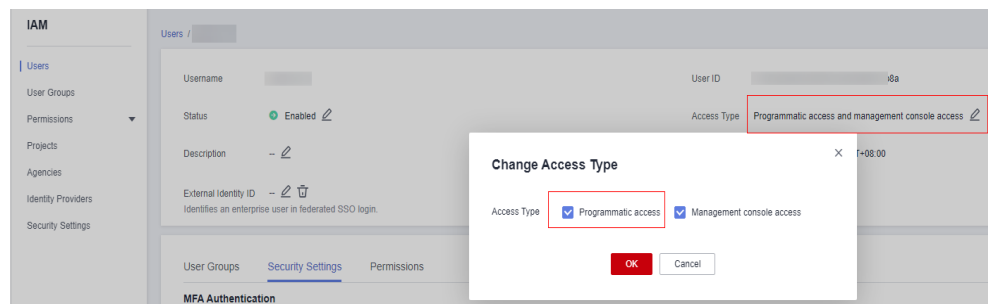 IAM
Users
User Groups
Permissions
Projects
Agencies
Identity Providers
Security Settings
Users /
Username
User ID
8a
Status
Enabled
Access Type
Programmatic access and management console access
Description
–
T+08:00
External Identity ID
–
Identifies an enterprise user in federated SSO login.
Change Access Type
Access Type
Programmatic access
Management console access
OK
Cancel
User Groups
Security Settings
Permissions
MFA Authentication